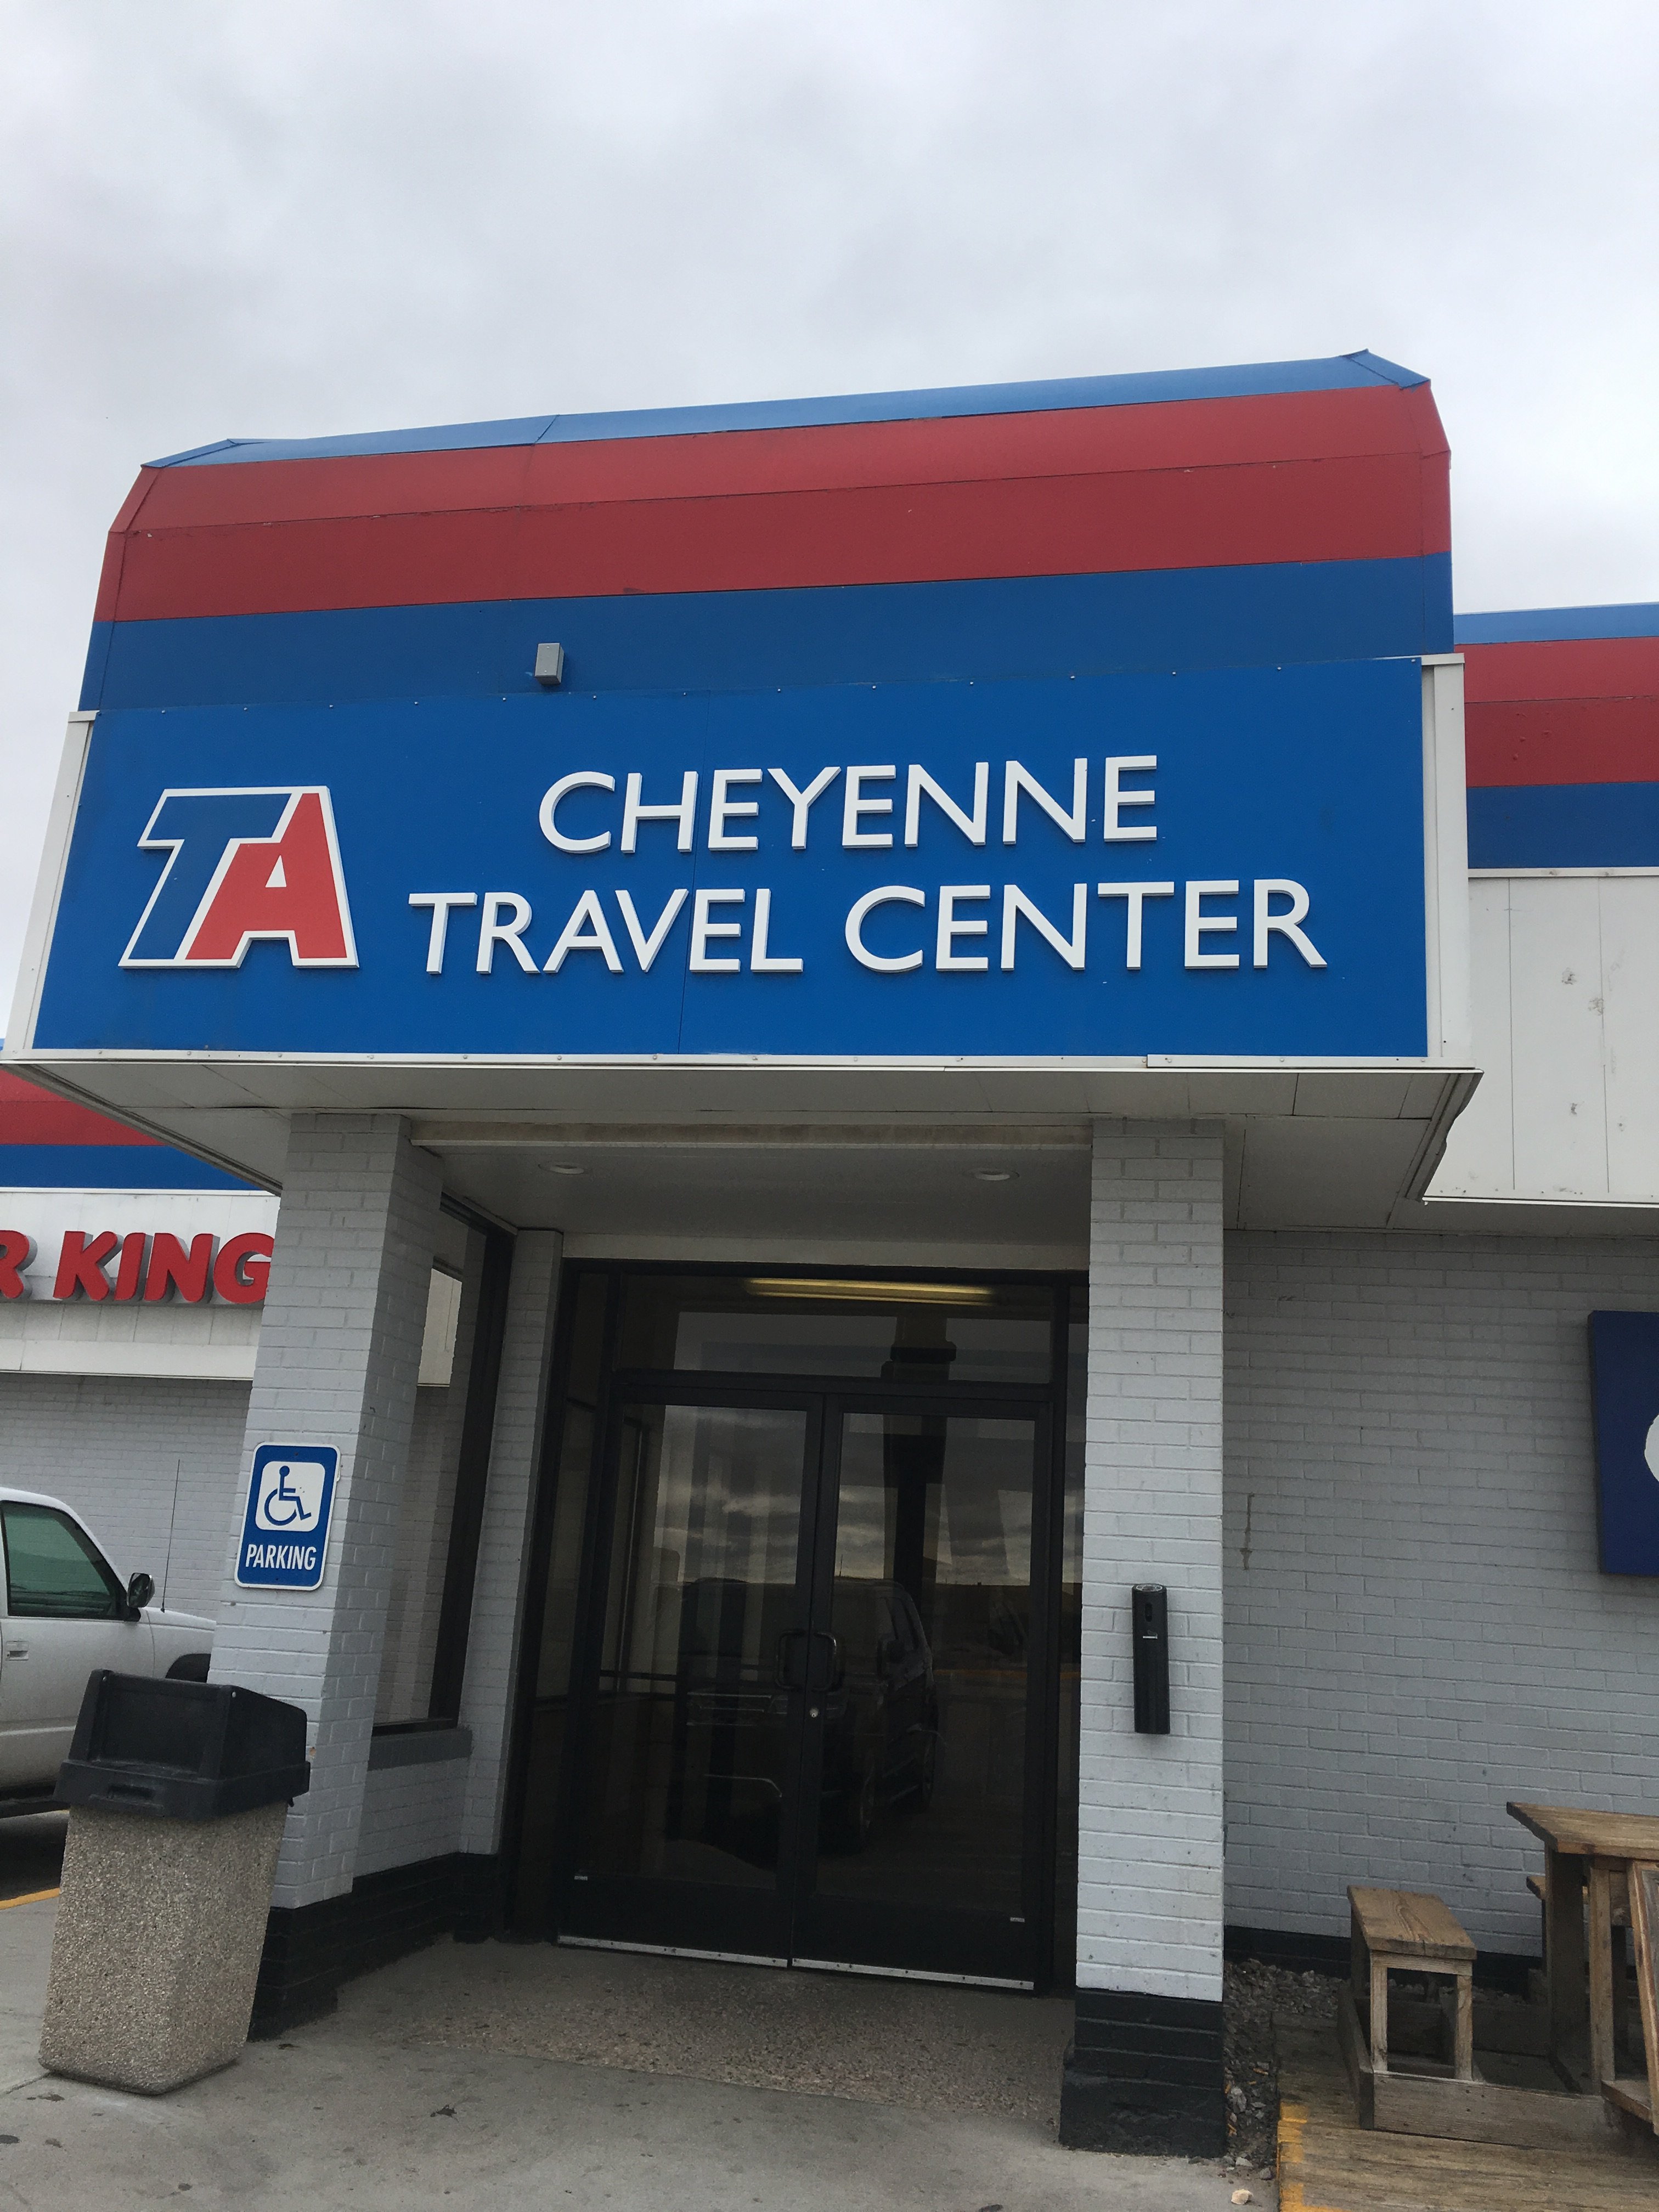 TA
CHEYENNE
TRAVEL CENTER
R KING
PARKING